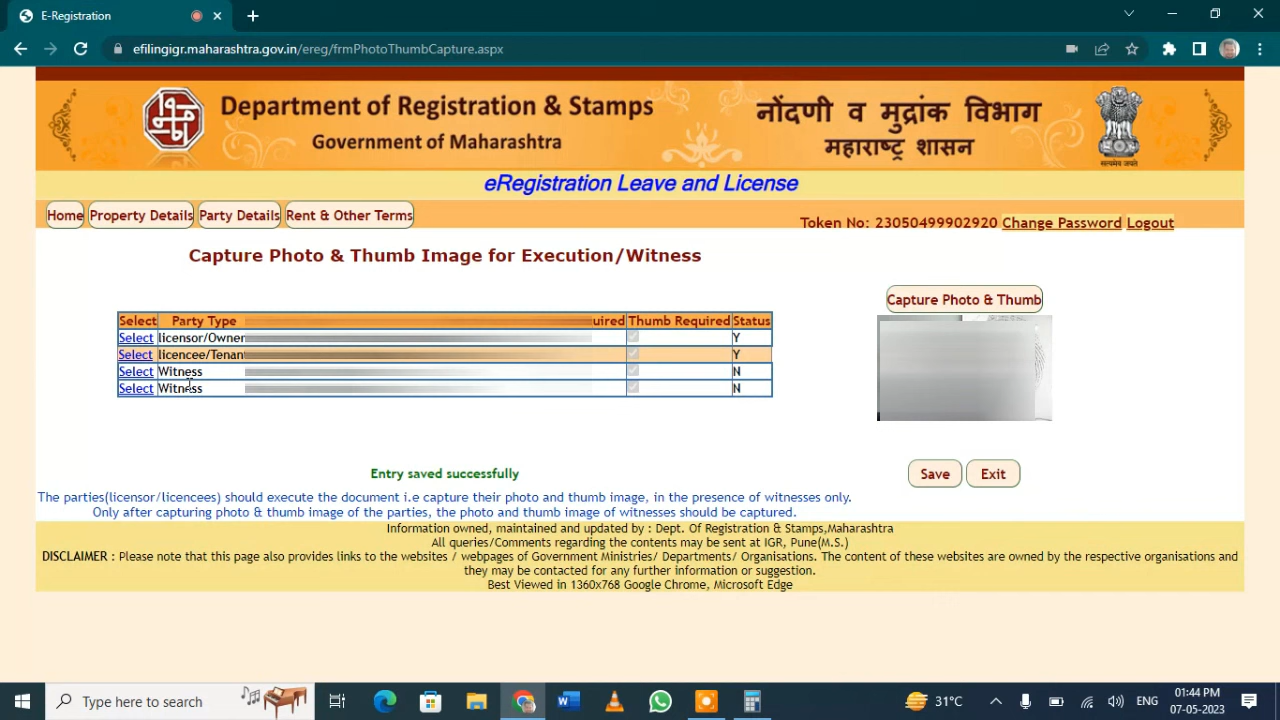 E-Registration
efilingigr.maharashtra.gov.in/ereg/frmPhotoThumbCapture.aspx
Department of Registration & Stamps
Government of Maharashtra
नोंदणी व मुद्रांक विभाग
महाराष्ट्र शासन
सत्यमेव जयते
eRegistration Leave and License
Home Property Details Party Details Rent & Other Terms
Token No: 23050499902920 Change Password Logout
Capture Photo & Thumb Image for Execution/Witness
Capture Photo & Thumb
Select Party Type uired Thumb Required Status
Select licensor/Owner Y
Select licencee/Tenant Y
Select Witness N
Select Witness N
Entry saved successfully
Save Exit
The parties(licensor/licencees) should execute the document i.e capture their photo and thumb image, in the presence of witnesses only.
Only after capturing photo & thumb image of the parties, the photo and thumb image of witnesses should be captured.
Information owned, maintained and updated by : Dept. Of Registration & Stamps,Maharashtra
All queries/Comments regarding the contents may be sent at IGR, Pune(M.S.)
DISCLAIMER : Please note that this page also provides links to the websites / webpages of Government Ministries/ Departments/ Organisations. The content of these websites are owned by the respective organisations and
they may be contacted for any further information or suggestion.
Best Viewed in 1360x768 Google Chrome, Microsoft Edge
Type here to search
31°C
ENG
01:44 PM
07-05-2023